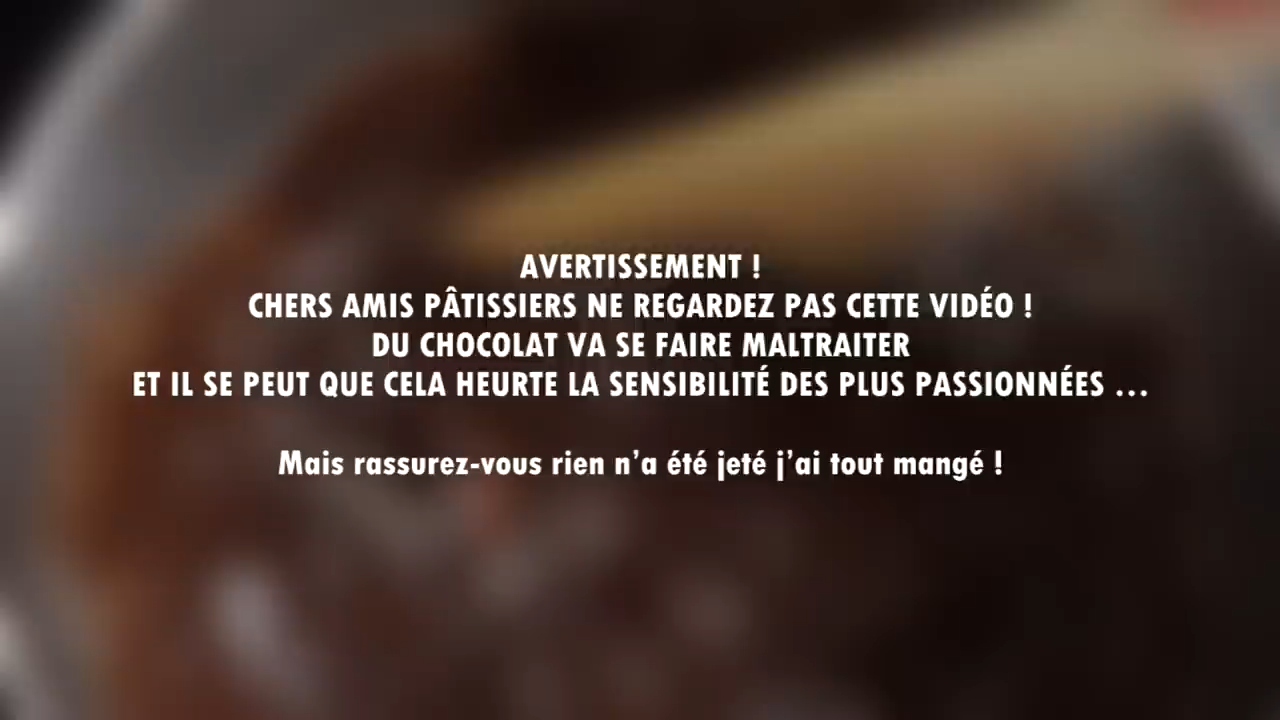 AVERTISSEMENT !
CHERS AMIS PÂTISSIERS NE REGARDEZ PAS CETTE VIDÉO !
DU CHOCOLAT VA SE FAIRE MALTRAITER
ET IL SE PEUT QUE CELA HEURTE LA SENSIBILITÉ DES PLUS PASSIONNÉES ...
Mais rassurez-vous rien n’a été jeté j’ai tout mangé !